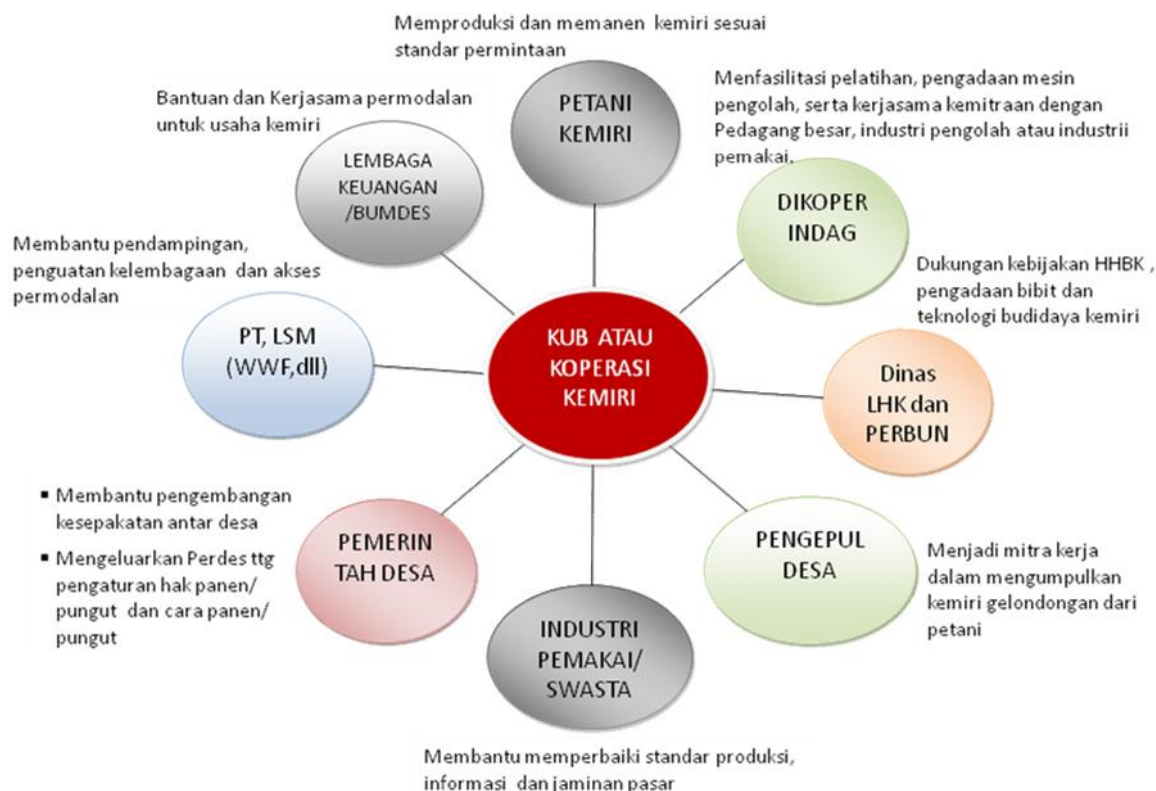 Memproduksi dan memanen kemiri sesuai
standar permintaan
PETANI
KEMIRI
Menfasilitasi pelatihan, pengadaan mesin
pengolah, serta kerjasama kemitraan dengan
Pedagang besar, industri pengolah atau industrii
pemakai.
DIKOPER
INDAG
Bantuan dan Kerjasama permodalan
untuk usaha kemiri
LEMBAGA
KEUANGAN
/BUMDES
Dukungan kebijakan HHBK ,
pengadaan bibit dan
teknologi budidaya kemiri
Dinas
LHK dan
PERBUN
Membantu pendampingan,
penguatan kelembagaan dan akses
permodalan
PT, LSM
(WWF,dll)
KUB ATAU
KOPERASI
KEMIRI
▪ Membantu pengembangan
kesepakatan antar desa
▪ Mengeluarkan Perdes ttg
pengaturan hak panen/
pungut dan cara panen/
pungut
PEMERIN
TAH DESA
PENGEPUL
DESA
Menjadi mitra kerja
dalam mengumpulkan
kemiri gelondongan dari
petani
INDUSTRI
PEMAKAI/
SWASTA
Membantu memperbaiki standar produksi,
informasi dan jaminan pasar